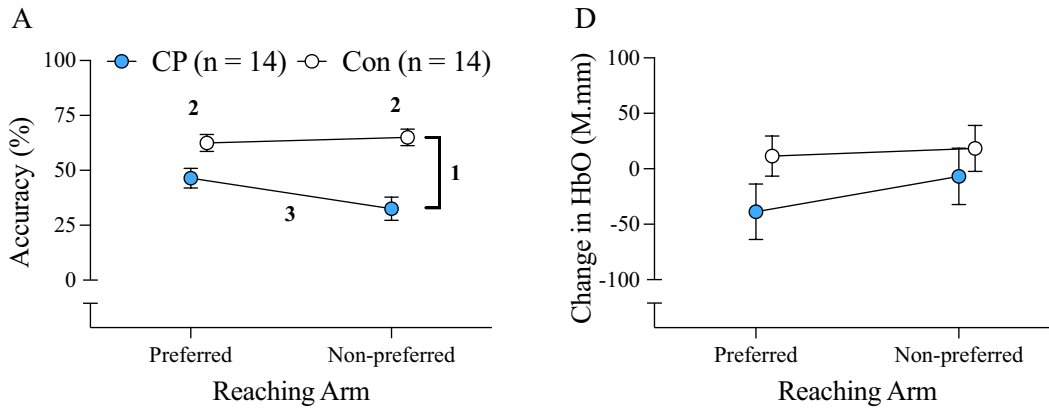 A
CP (n = 14) Con (n = 14)
100
75
50
25
0
Accuracy (%)
2
2
1
3
Preferred
Non-preferred
Reaching Arm
D
100
50
0
-50
-100
Change in HbO (M.mm)
Preferred
Non-preferred
Reaching Arm